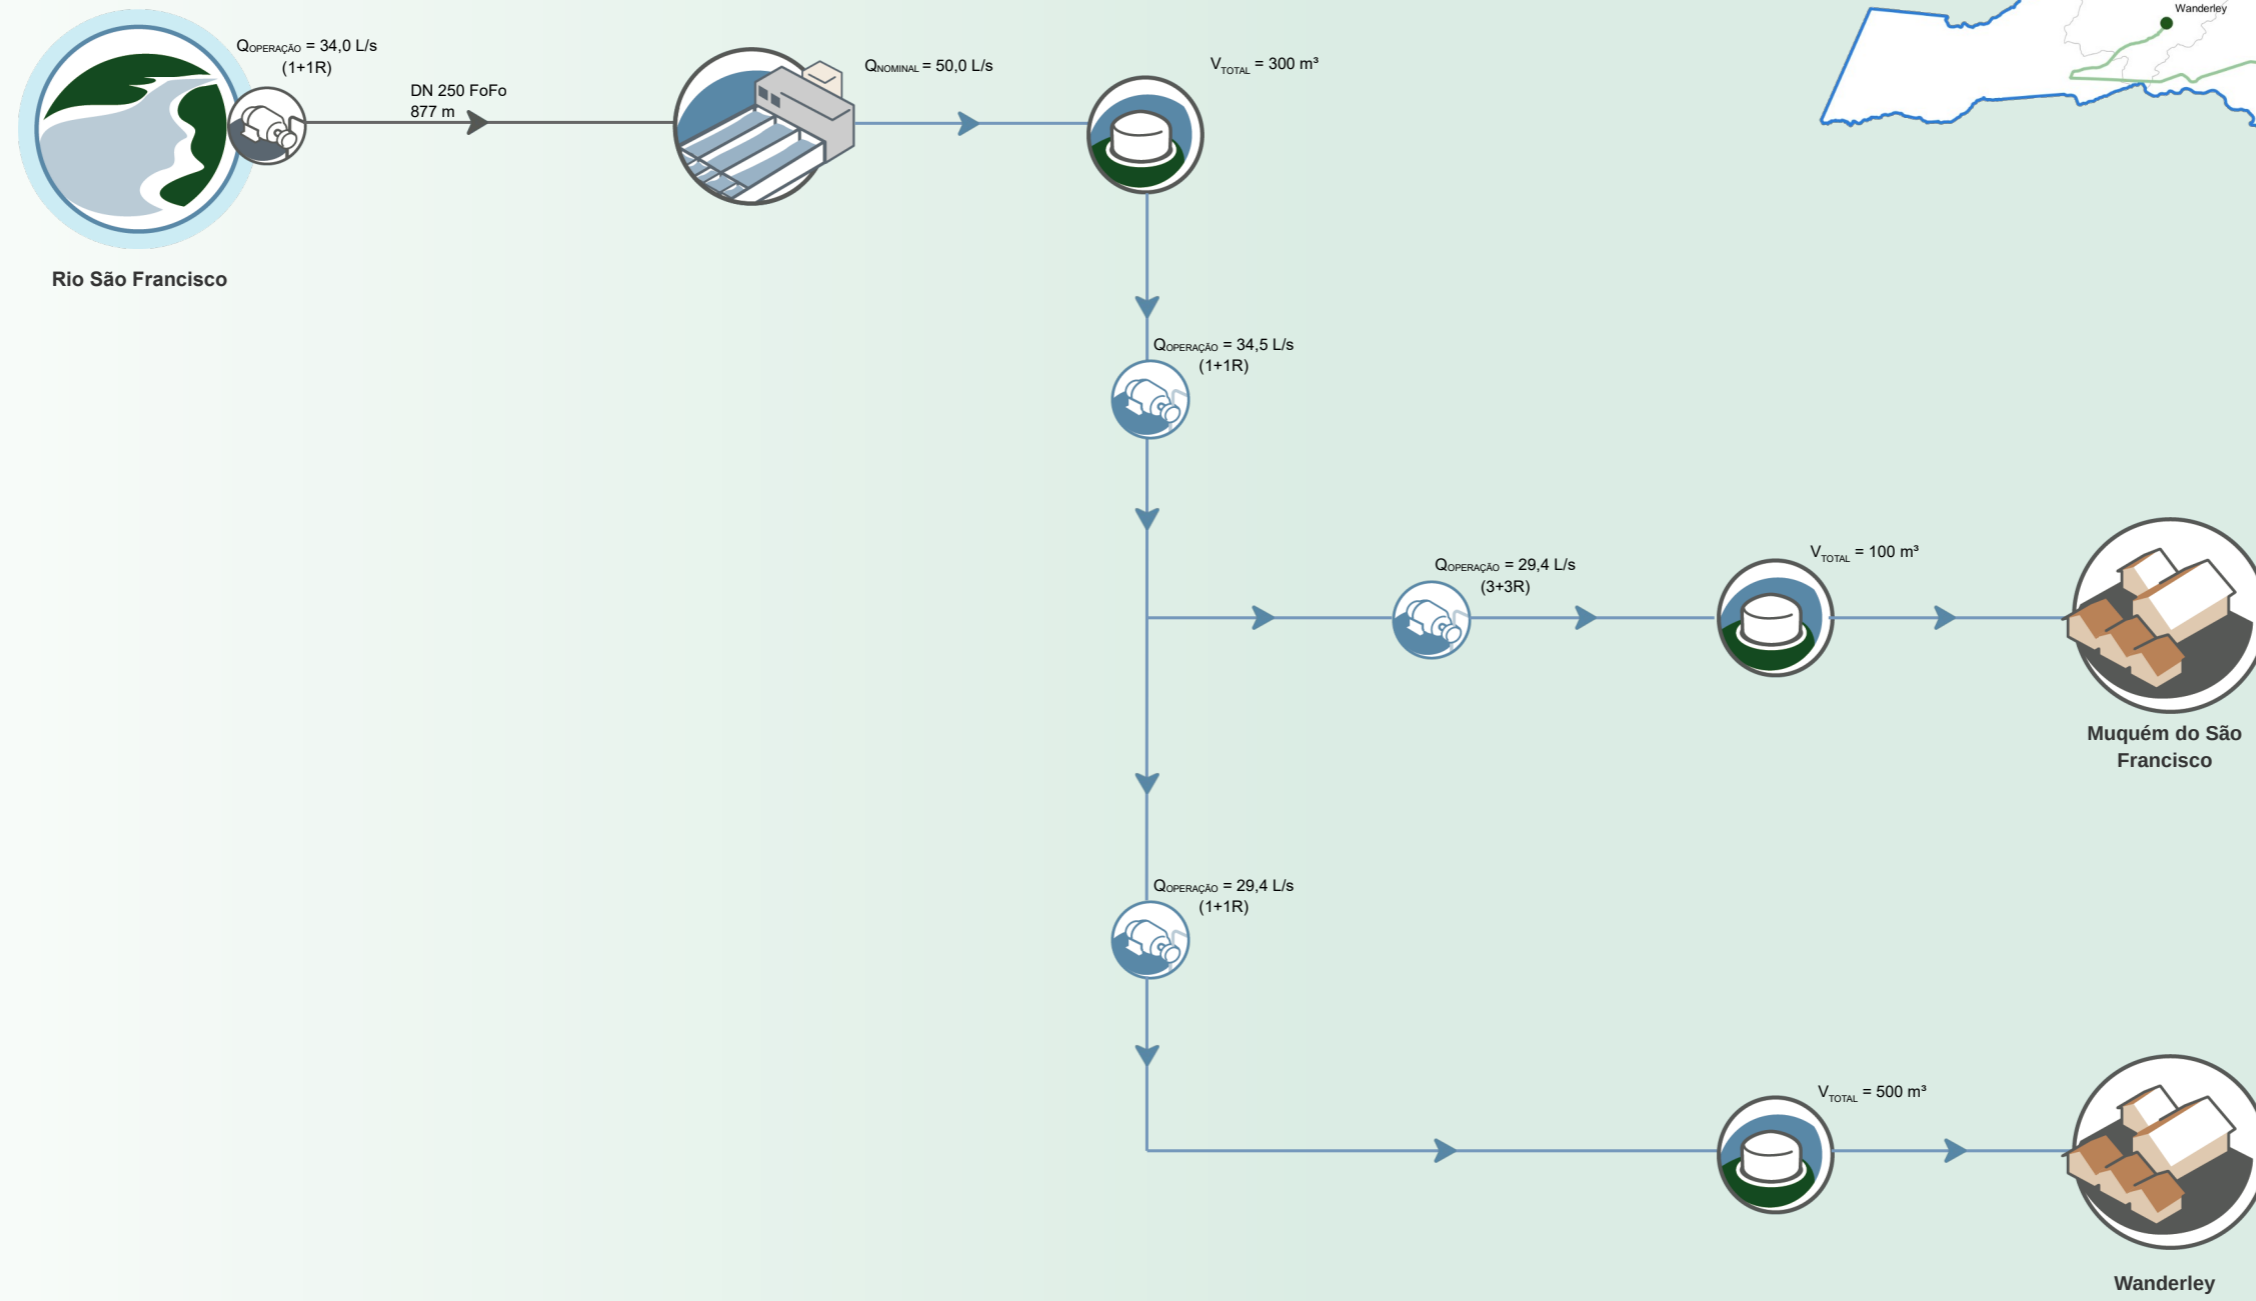 Wanderley
QOPERAÇÃO = 34,0 L/s
(1+1R)
DN 250 FoFo
877 m
QNOMINAL = 50,0 L/s
VTOTAL = 300 m³
Rio São Francisco
QOPERAÇÃO = 34,5 L/s
(1+1R)
QOPERAÇÃO = 29,4 L/s
(3+3R)
VTOTAL = 100 m³
Muquém do São
Francisco
QOPERAÇÃO = 29,4 L/s
(1+1R)
VTOTAL = 500 m³
Wanderley